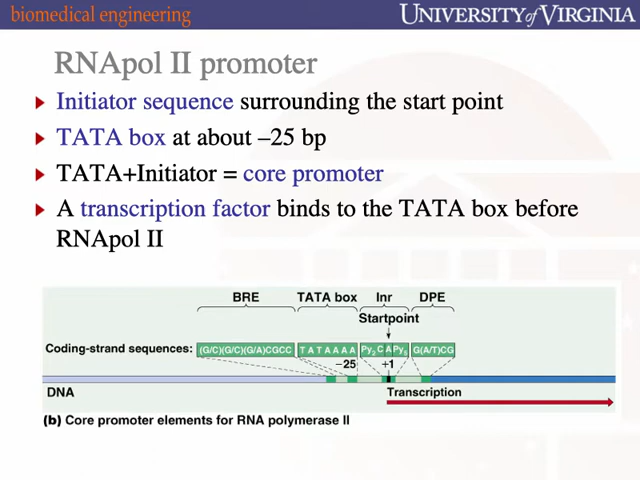 biomedical engineering
UNIVERSITY of VIRGINIA
RNApol II promoter
Initiator sequence surrounding the start point
TATA box at about –25 bp
TATA+Initiator = core promoter
A transcription factor binds to the TATA box before
RNApol II
BRE TATA box Inr DPE
Startpoint
Coding-strand sequences: (G/C)(G/C)(G/A)CGCC T A T A A A A Py2 C A Py5 G(A/T)CG
−25 +1
DNA Transcription
(b) Core promoter elements for RNA polymerase II